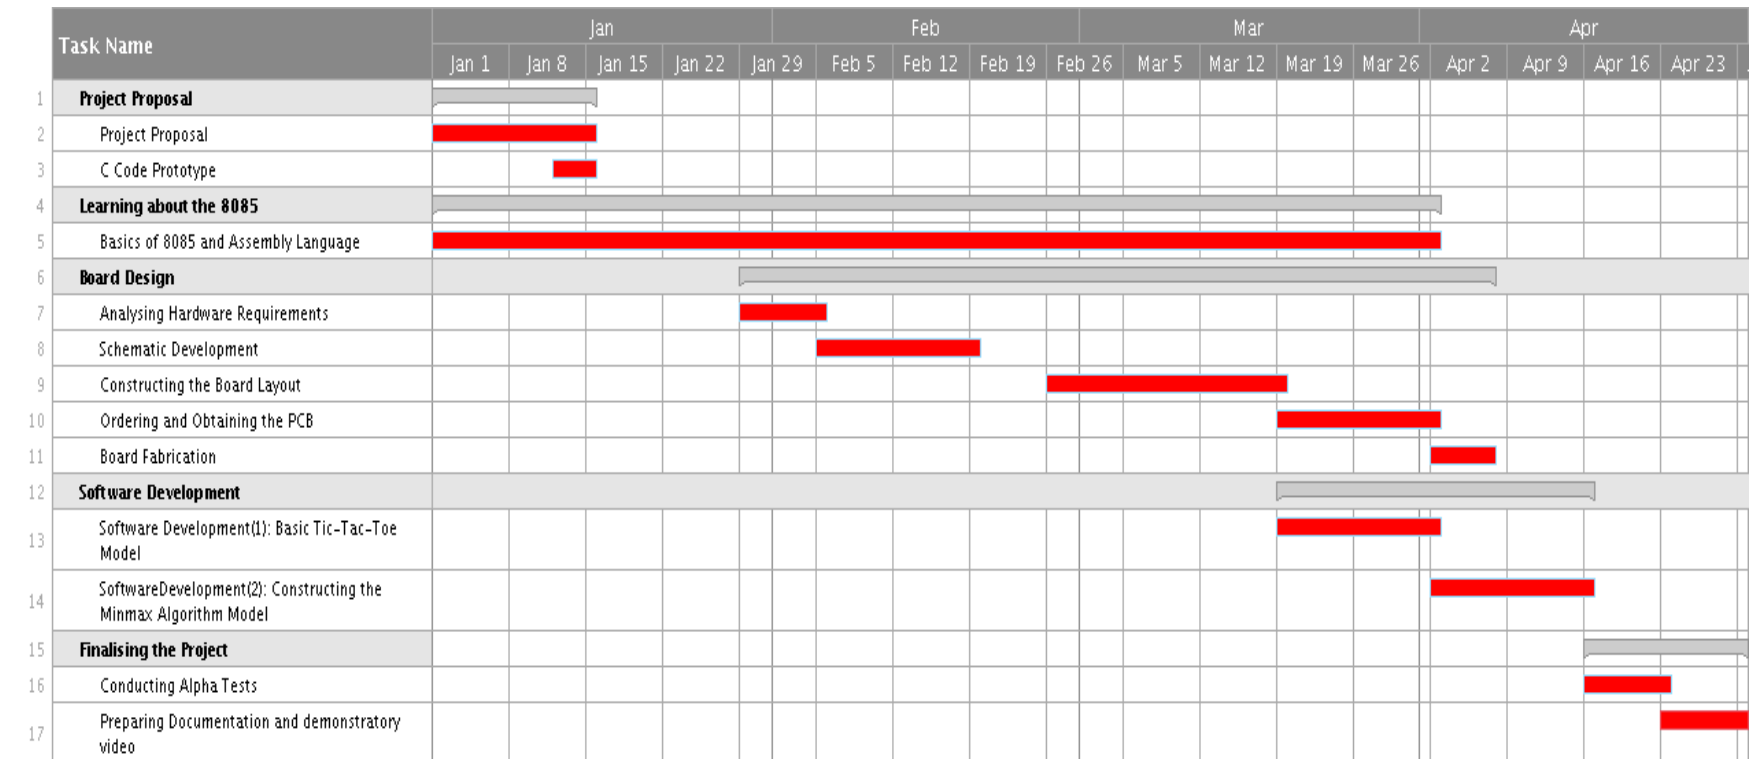 Task Name
Jan Feb Mar Apr
Jan 1 Jan 8 Jan 15 Jan 22 Jan 29 Feb 5 Feb 12 Feb 19 Feb 26 Mar 5 Mar 12 Mar 19 Mar 26 Apr 2 Apr 9 Apr 16 Apr 23
1 Project Proposal
2 Project Proposal
3 C Code Prototype
4 Learning about the 8085
5 Basics of 8085 and Assembly Language
6 Board Design
7 Analysing Hardware Requirements
8 Schematic Development
9 Constructing the Board Layout
10 Ordering and Obtaining the PCB
11 Board Fabrication
12 Software Development
13 Software Development(1): Basic Tic-Tac-Toe
Model
14 SoftwareDevelopment(2): Constructing the
Minmax Algorithm Model
15 Finalising the Project
16 Conducting Alpha Tests
17 Preparing Documentation and demonstratory
video